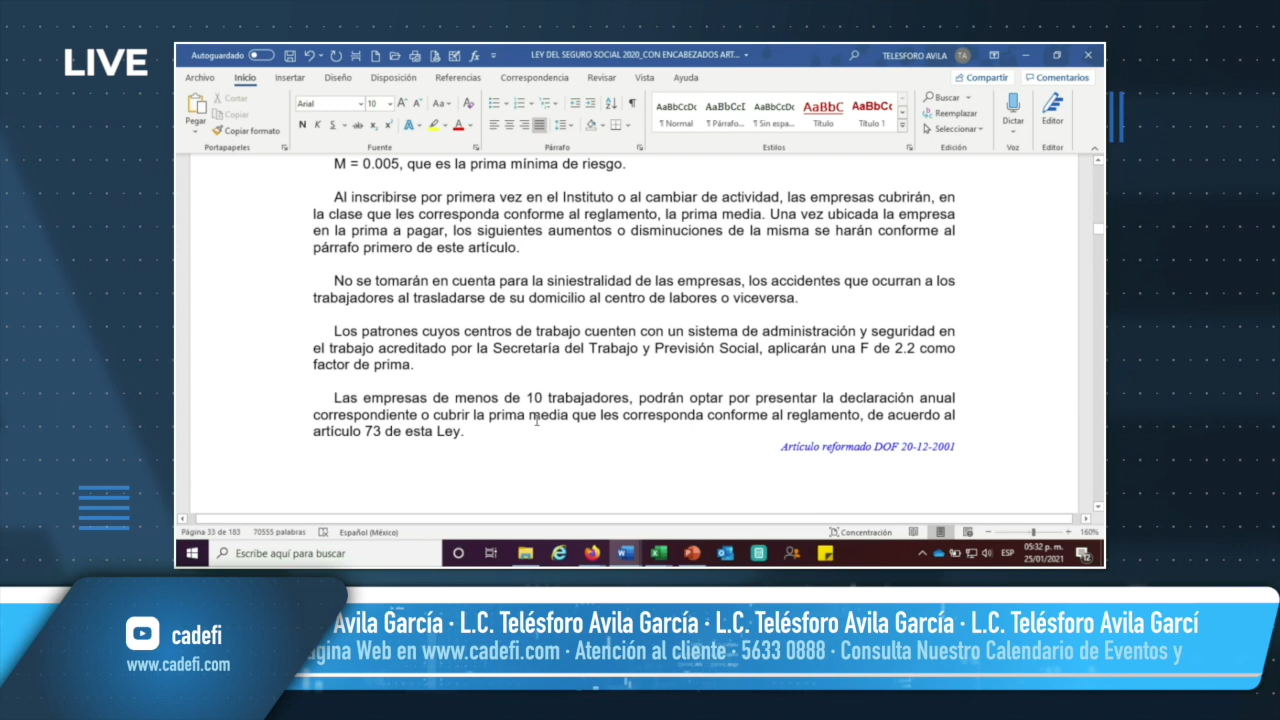 LIVE
Autoguardado
LEY DEL SEGURO SOCIAL 2020_CON ENCABEZADOS ART...
TELESFORO AVILA
TA
Archivo Inicio Insertar Diseño Disposición Referencias Correspondencia Revisar Vista Ayuda
Compartir Comentarios
Pegar
Cortar
Copiar
Copiar formato
Portapapeles
Arial 10
N K S ab x x
Fuente
Párrafo
AaBbCcDc AaBbCcI AaBbCcDc AaBbC AaBbCc
¶ Normal ¶ Párrafo... ¶ Sin espa... Título Título 1
Estilos
Buscar
Reemplazar
Seleccionar
Edición
Dictar
Voz
Editor
Editor
M = 0.005, que es la prima mínima de riesgo.
Al inscribirse por primera vez en el Instituto o al cambiar de actividad, las empresas cubrirán, en
la clase que les corresponda conforme al reglamento, la prima media. Una vez ubicada la empresa
en la prima a pagar, los siguientes aumentos o disminuciones de la misma se harán conforme al
párrafo primero de este artículo.
No se tomarán en cuenta para la siniestralidad de las empresas, los accidentes que ocurran a los
trabajadores al trasladarse de su domicilio al centro de labores o viceversa.
Los patrones cuyos centros de trabajo cuenten con un sistema de administración y seguridad en
el trabajo acreditado por la Secretaría del Trabajo y Previsión Social, aplicarán una F de 2.2 como
factor de prima.
Las empresas de menos de 10 trabajadores, podrán optar por presentar la declaración anual
correspondiente o cubrir la prima media que les corresponda conforme al reglamento, de acuerdo al
artículo 73 de esta Ley.
Artículo reformado DOF 20-12-2001
Página 33 de 183 70555 palabras Español (México) Concentración 160%
Escribe aquí para buscar
ESP
05:32 p. m.
25/01/2021
cadefi
www.cadefi.com
Avila García · L.C. Telésforo Avila García · L.C. Telésforo Avila García · L.C. Telésforo Avila Garcí
ágina Web en www.cadefi.com · Atención al cliente · 5633 0888 · Consulta Nuestro Calendario de Eventos y